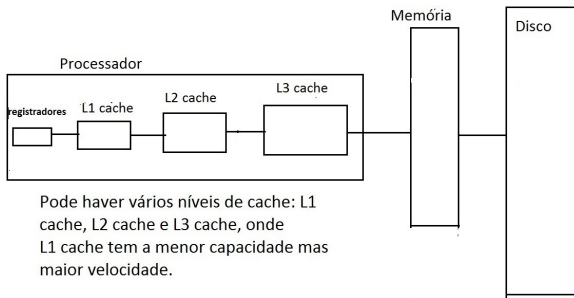 Memória
Disco
Processador
L3 cache
L2 cache
L1 cache
registradores
Pode haver vários níveis de cache: L1
cache, L2 cache e L3 cache, onde
L1 cache tem a menor capacidade mas
maior velocidade.